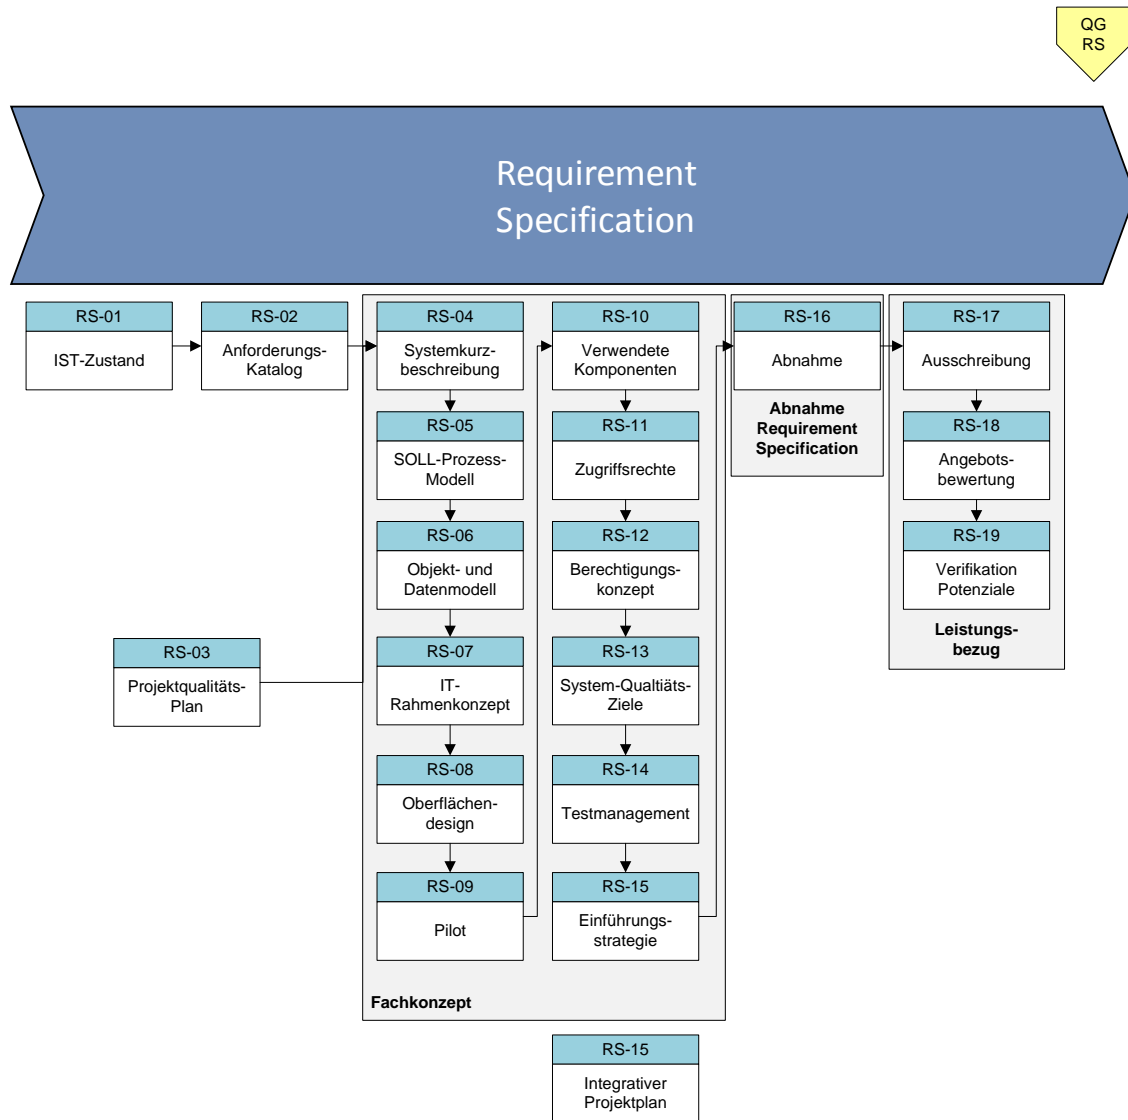 QG
RS
Requirement
Specification
RS-01
IST-Zustand
RS-02
Anforderungs-
Katalog
RS-03
Projektqualitäts-
Plan
RS-04
Systemkurz-
beschreibung
RS-05
SOLL-Prozess-
Modell
RS-06
Objekt- und
Datenmodell
RS-07
IT-
Rahmenkonzept
RS-08
Oberflächen-
design
RS-09
Pilot
Fachkonzept
RS-10
Verwendete
Komponenten
RS-11
Zugriffsrechte
RS-12
Berechtigungs-
konzept
RS-13
System-Qualtiäts-
Ziele
RS-14
Testmanagement
RS-15
Einführungs-
strategie
RS-15
Integrativer
Projektplan
RS-16
Abnahme
Abnahme
Requirement
Specification
RS-17
Ausschreibung
RS-18
Angebots-
bewertung
RS-19
Verifikation
Potenziale
Leistungs-
bezug